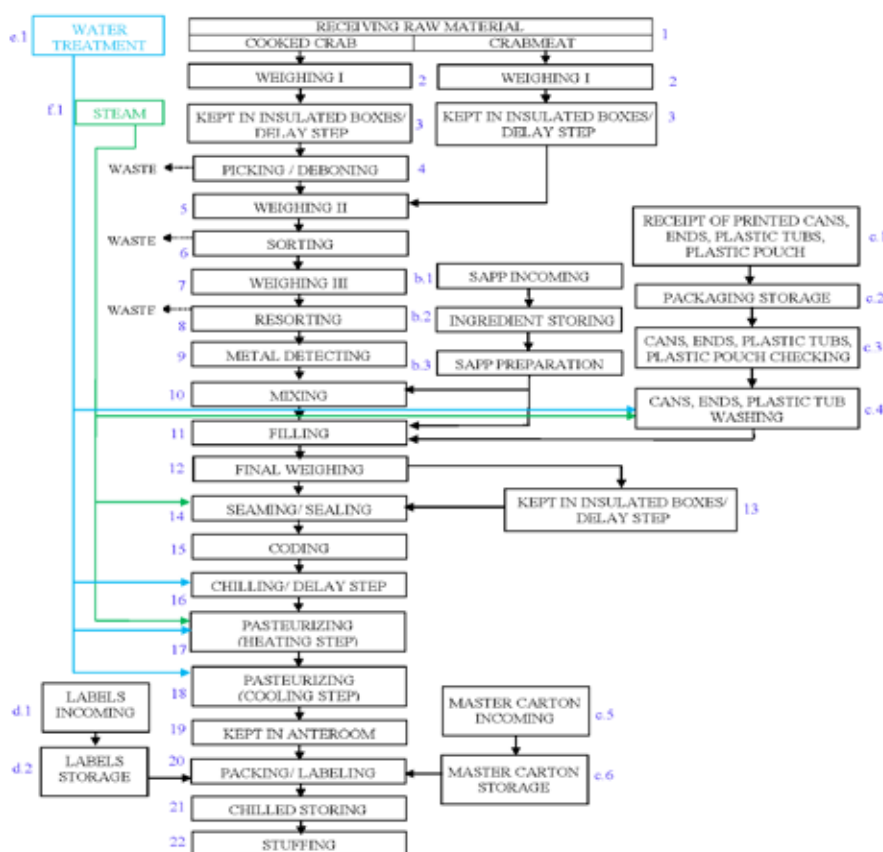 e.1
WATER
TREATMENT
RECEIVING RAW MATERIAL
COOKED CRAB
CRABMEAT
1
WEIGHING I
2
WEIGHING I
2
f.1
STEAM
KEPT IN INSULATED BOXES/
DELAY STEP
3
KEPT IN INSULATED BOXES/
DELAY STEP
3
WASTE
PICKING / DEBONING
4
5
WEIGHING II
WASTE
SORTING
6
RECEIPT OF PRINTED CANS,
ENDS, PLASTIC TUBS,
PLASTIC POUCH
c.1
7
WEIGHING III
b.1
SAPP INCOMING
PACKAGING STORAGE
c.2
WASTE
RESORTING
8
b.2
INGREDIENT STORING
CANS, ENDS, PLASTIC TUBS,
PLASTIC POUCH CHECKING
c.3
9
METAL DETECTING
b.3
SAPP PREPARATION
10
MIXING
CANS, ENDS, PLASTIC TUB
WASHING
c.4
11
FILLING
12
FINAL WEIGHING
KEPT IN INSULATED BOXES/
DELAY STEP
13
SEAMING/ SEALING
14
15
CODING
CHILLING/ DELAY STEP
16
PASTEURIZING
(HEATING STEP)
17
PASTEURIZING
(COOLING STEP)
18
d.1
LABELS
INCOMING
MASTER CARTON
INCOMING
c.5
19
KEPT IN ANTEROOM
d.2
LABELS
STORAGE
20
PACKING/ LABELING
MASTER CARTON
STORAGE
c.6
21
CHILLED STORING
22
STUFFING